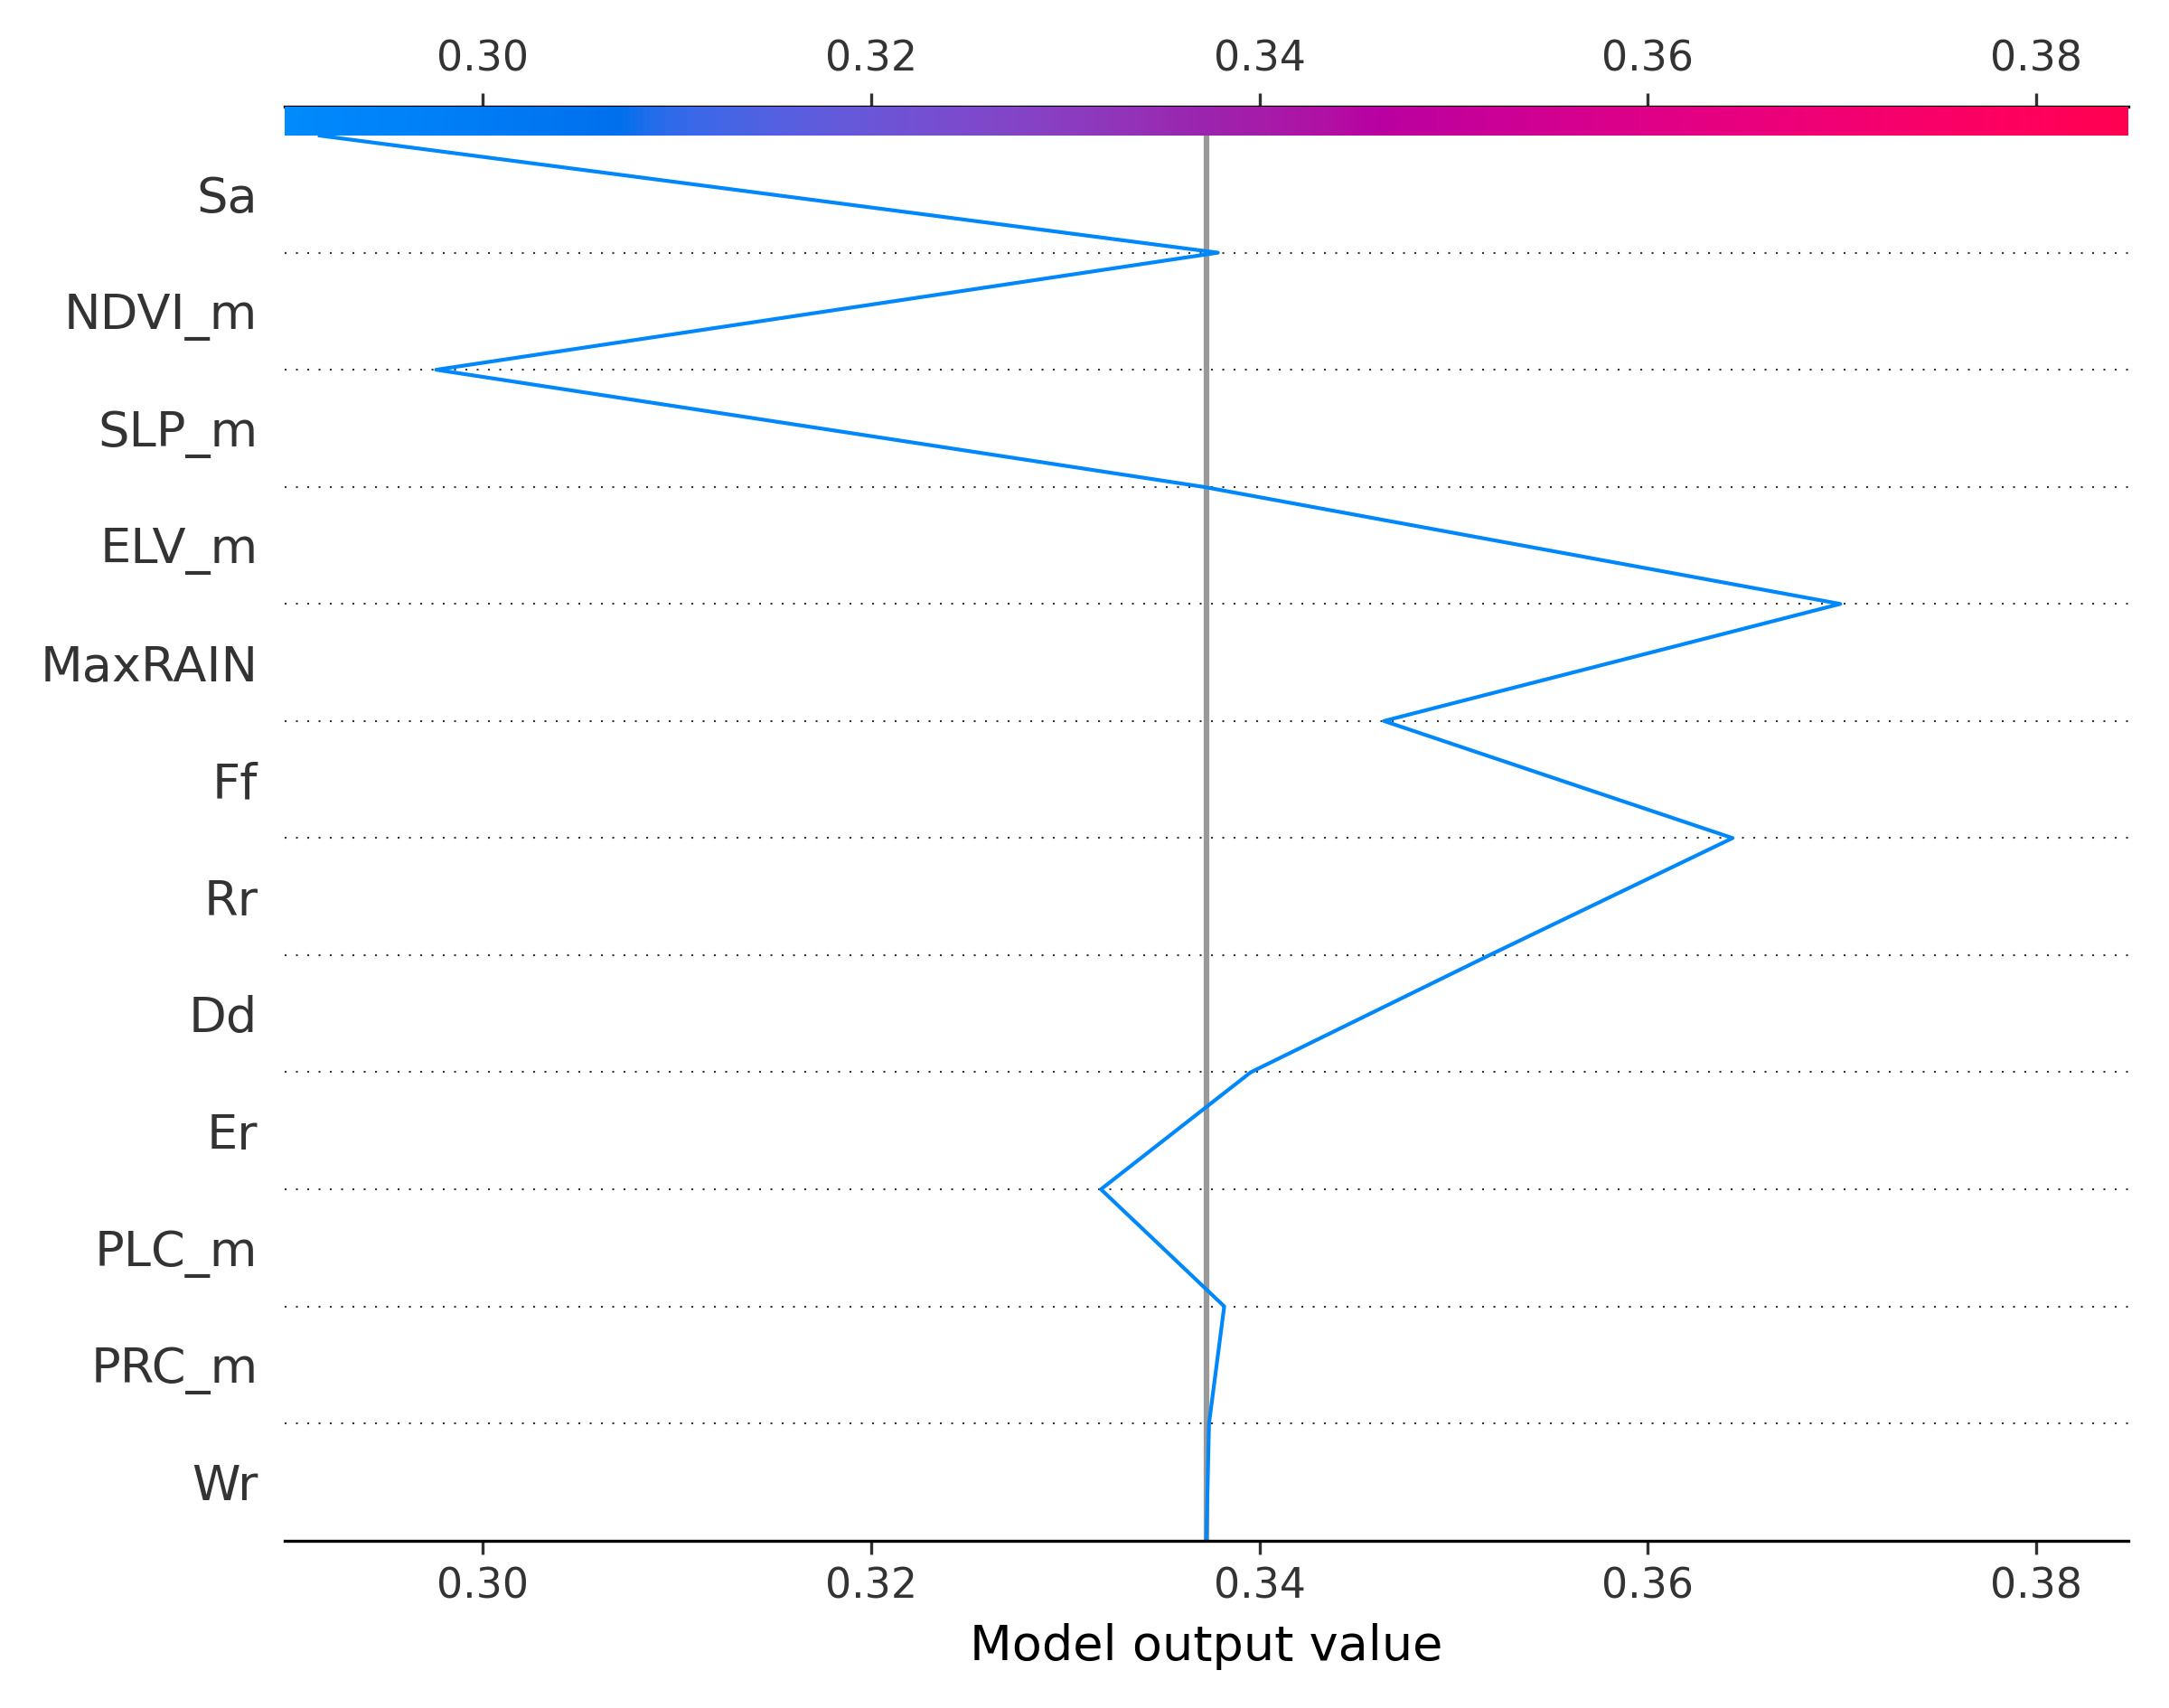 0.30 0.32 0.34 0.36 0.38
Sa
NDVI_m
SLP_m
ELV_m
MaxRAIN
Ff
Rr
Dd
Er
PLC_m
PRC_m
Wr
0.30 0.32 0.34 0.36 0.38
Model output value